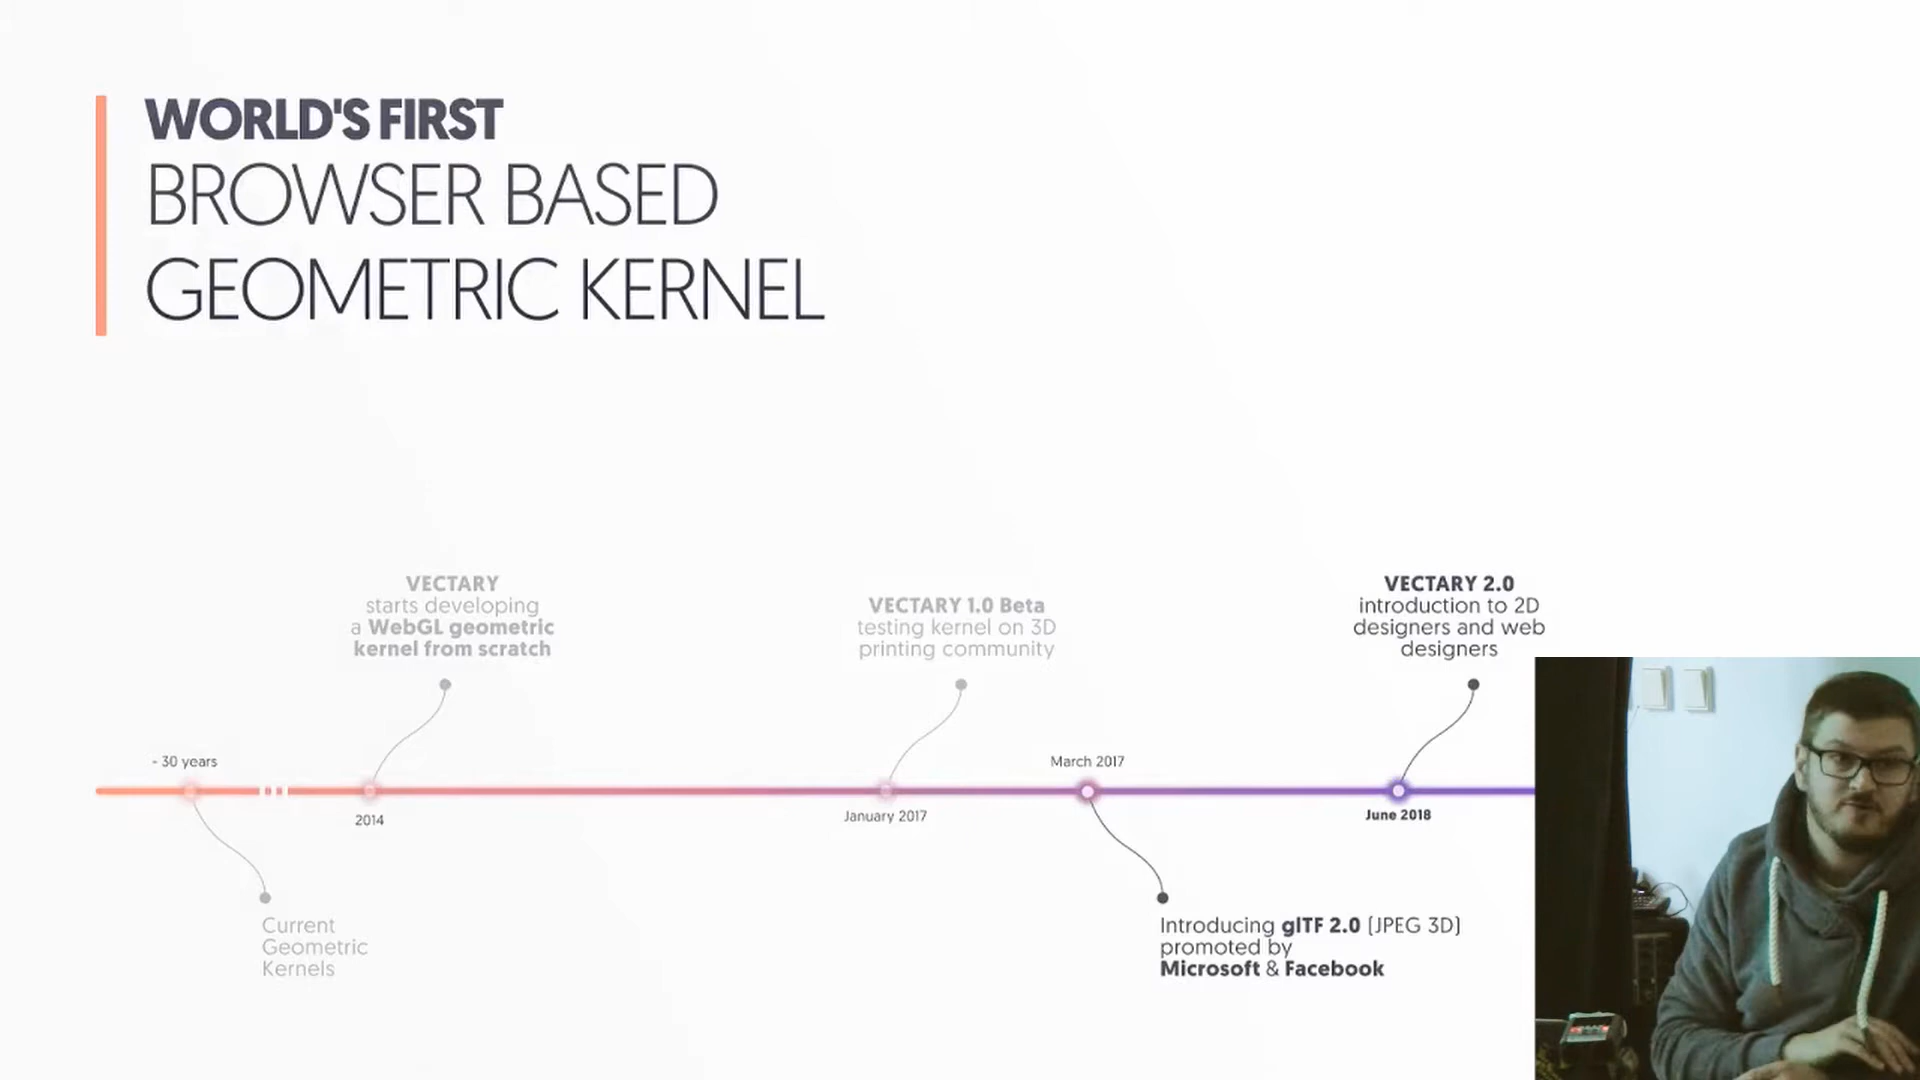 WORLD'S FIRST
BROWSER BASED
GEOMETRIC KERNEL
VECTARY
starts developing
a WebGL geometric
kernel from scratch
VECTARY 1.0 Beta
testing kernel on 3D
printing community
VECTARY 2.0
introduction to 2D
designers and web
designers
- 30 years
March 2017
2014
January 2017
June 2018
Current
Geometric
Kernels
Introducing glTF 2.0 (JPEG 3D)
promoted by
Microsoft & Facebook